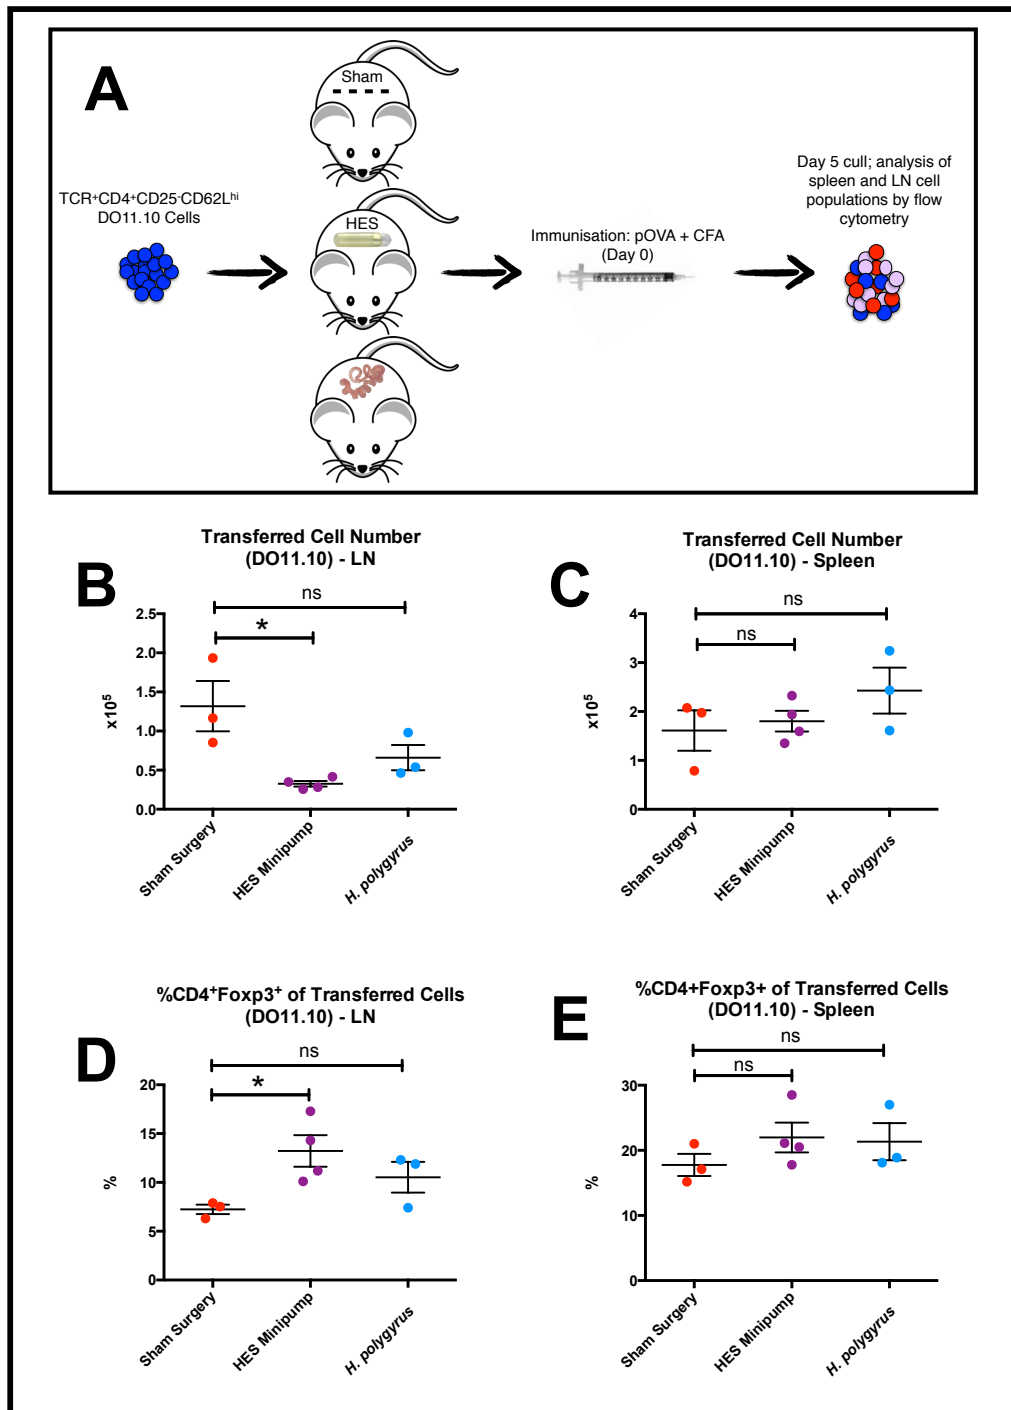 A
Sham
TCR⁺CD4⁺CD25⁻CD62Lʰⁱ
DO11.10 Cells
HES
Immunisation: pOVA + CFA
(Day 0)
Day 5 cull; analysis of
spleen and LN cell
populations by flow
cytometry
B
Transferred Cell Number
(DO11.10) - LN
ns
*
2.5
2.0
1.5
1.0
0.5
0.0
x10⁵
Sham Surgery
HES Minipump
H. polygyrus
C
Transferred Cell Number
(DO11.10) - Spleen
ns
ns
4
3
2
1
0
x10⁵
Sham Surgery
HES Minipump
H. polygyrus
D
%CD4⁺Foxp3⁺ of Transferred Cells
(DO11.10) - LN
ns
*
20
15
10
5
0
%
Sham Surgery
HES Minipump
H. polygyrus
E
%CD4+Foxp3+ of Transferred Cells
(DO11.10) - Spleen
ns
ns
30
20
10
0
%
Sham Surgery
HES Minipump
H. polygyrus